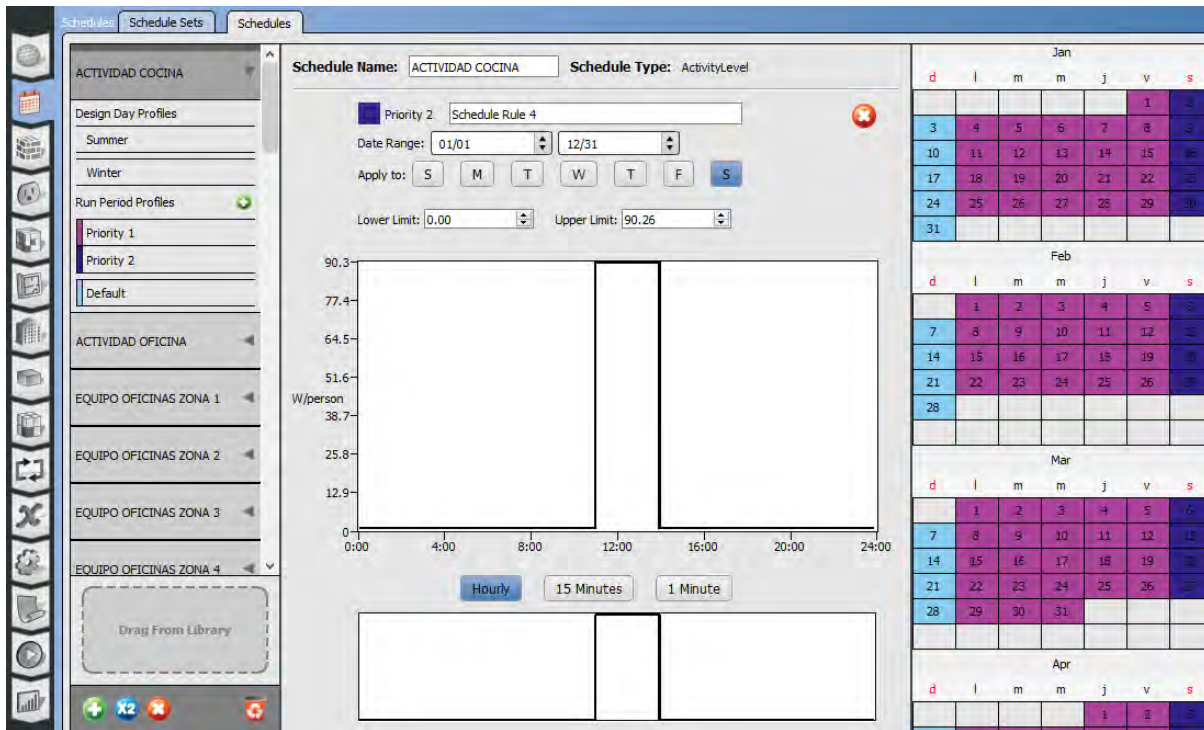 Schedules Schedule Sets Schedules
ACTIVIDAD COCINA
Design Day Profiles
Summer
Winter
Run Period Profiles
Priority 1
Priority 2
Default
ACTIVIDAD OFICINA
EQUIPO OFICINAS ZONA 1
EQUIPO OFICINAS ZONA 2
EQUIPO OFICINAS ZONA 3
EQUIPO OFICINAS ZONA 4
Drag From Library
X2
Schedule Name: ACTIVIDAD COCINA Schedule Type: ActivityLevel
Priority 2 Schedule Rule 4
Date Range: 01/01 12/31
Apply to: S M T W T F S
Lower Limit: 0.00 Upper Limit: 90.26
90.3
77.4
64.5
51.6
W/person
38.7
25.8
12.9
0
0:00 4:00 8:00 12:00 16:00 20:00 24:00
Hourly 15 Minutes 1 Minute
Jan
d l m m j v s
1
3 4 5 6 7 8
10 11 12 13 14 15
17 18 19 20 21 22
24 25 26 27 28 29
31
Feb
d l m m j v s
1 2 3 4 5
7 8 9 10 11 12
14 15 16 17 18 19
21 22 23 24 25 26
28
Mar
d l m m j v s
1 2 3 4 5 6
7 8 9 10 11 12
14 15 16 17 18 19
21 22 23 24 25 26
28 29 30 31
Apr
d l m m j v s
1 2